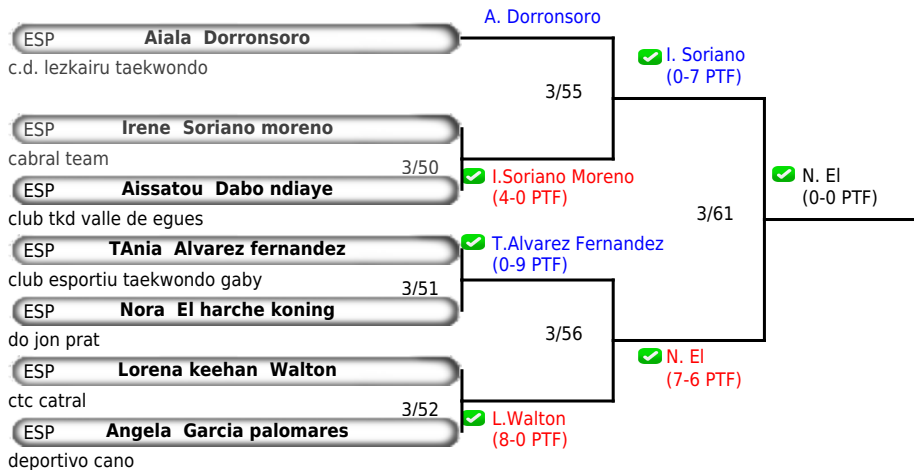 A. Dorronsoro
ESP Aiala Dorronsoro
c.d. lezkairu taekwondo
I. Soriano
(0-7 PTF)
3/55
ESP Irene Soriano moreno
cabral team
3/50
ESP Aissatou Dabo ndiaye
club tkd valle de egues
I.Soriano Moreno
(4-0 PTF)
N. El
(0-0 PTF)
3/61
ESP TAnia Alvarez fernandez
club esportiu taekwondo gaby
T.Alvarez Fernandez
(0-9 PTF)
3/51
ESP Nora El harche koning
do jon prat
3/56
N. El
(7-6 PTF)
ESP Lorena keehan Walton
ctc catral
3/52
ESP Angela Garcia palomares
deportivo cano
L.Walton
(8-0 PTF)